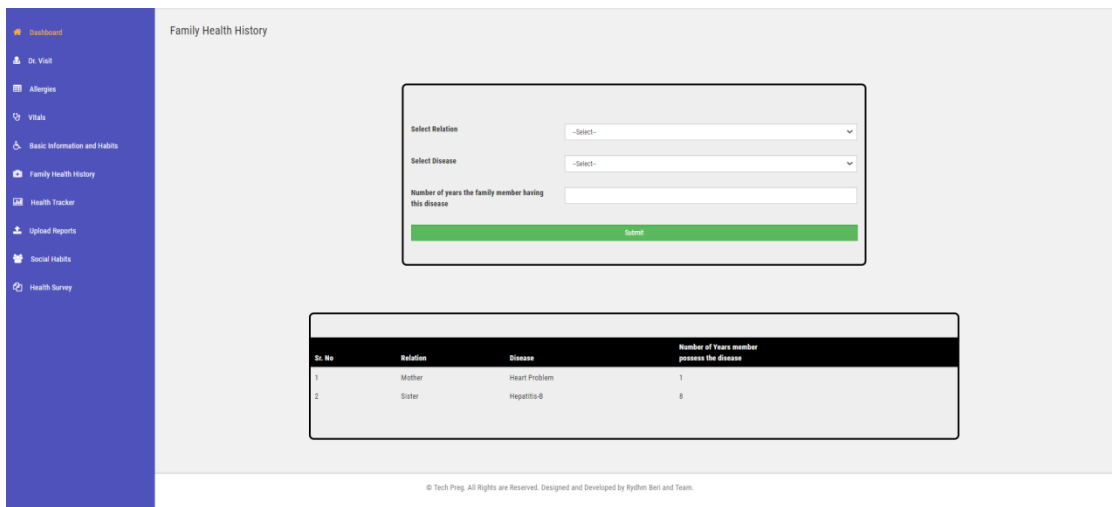 Dashboard
Dr. Visit
Allergies
Vitals
Basic Information and Habits
Family Health History
Health Tracker
Upload Reports
Social Habits
Health Survey
Family Health History
Select Relation
--Select--
Select Disease
--Select--
Number of years the family member having
this disease
Submit
Sr. No Relation Disease Number of Years member
possess the disease
1 Mother Heart Problem 1
2 Sister Hepatitis-B 8
© Tech Preg. All Rights are Reserved. Designed and Developed by Rydhm Beri and Team.